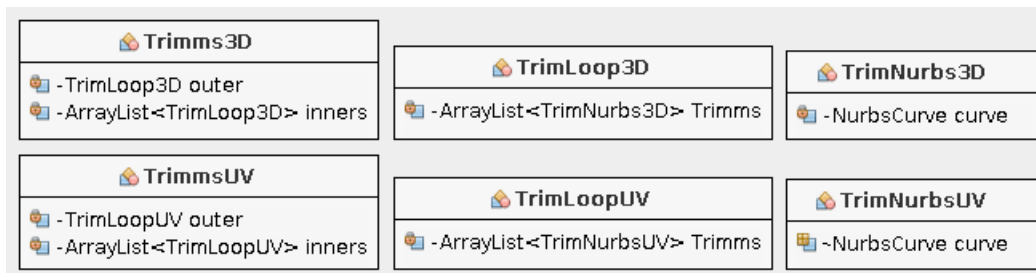 Trimms3D
-TrimLoop3D outer
-ArrayList<TrimLoop3D> inners
TrimLoop3D
-ArrayList<TrimNurbs3D> Trimms
TrimNurbs3D
-NurbsCurve curve
TrimmsUV
-TrimLoopUV outer
-ArrayList<TrimLoopUV> inners
TrimLoopUV
-ArrayList<TrimNurbsUV> Trimms
TrimNurbsUV
~NurbsCurve curve